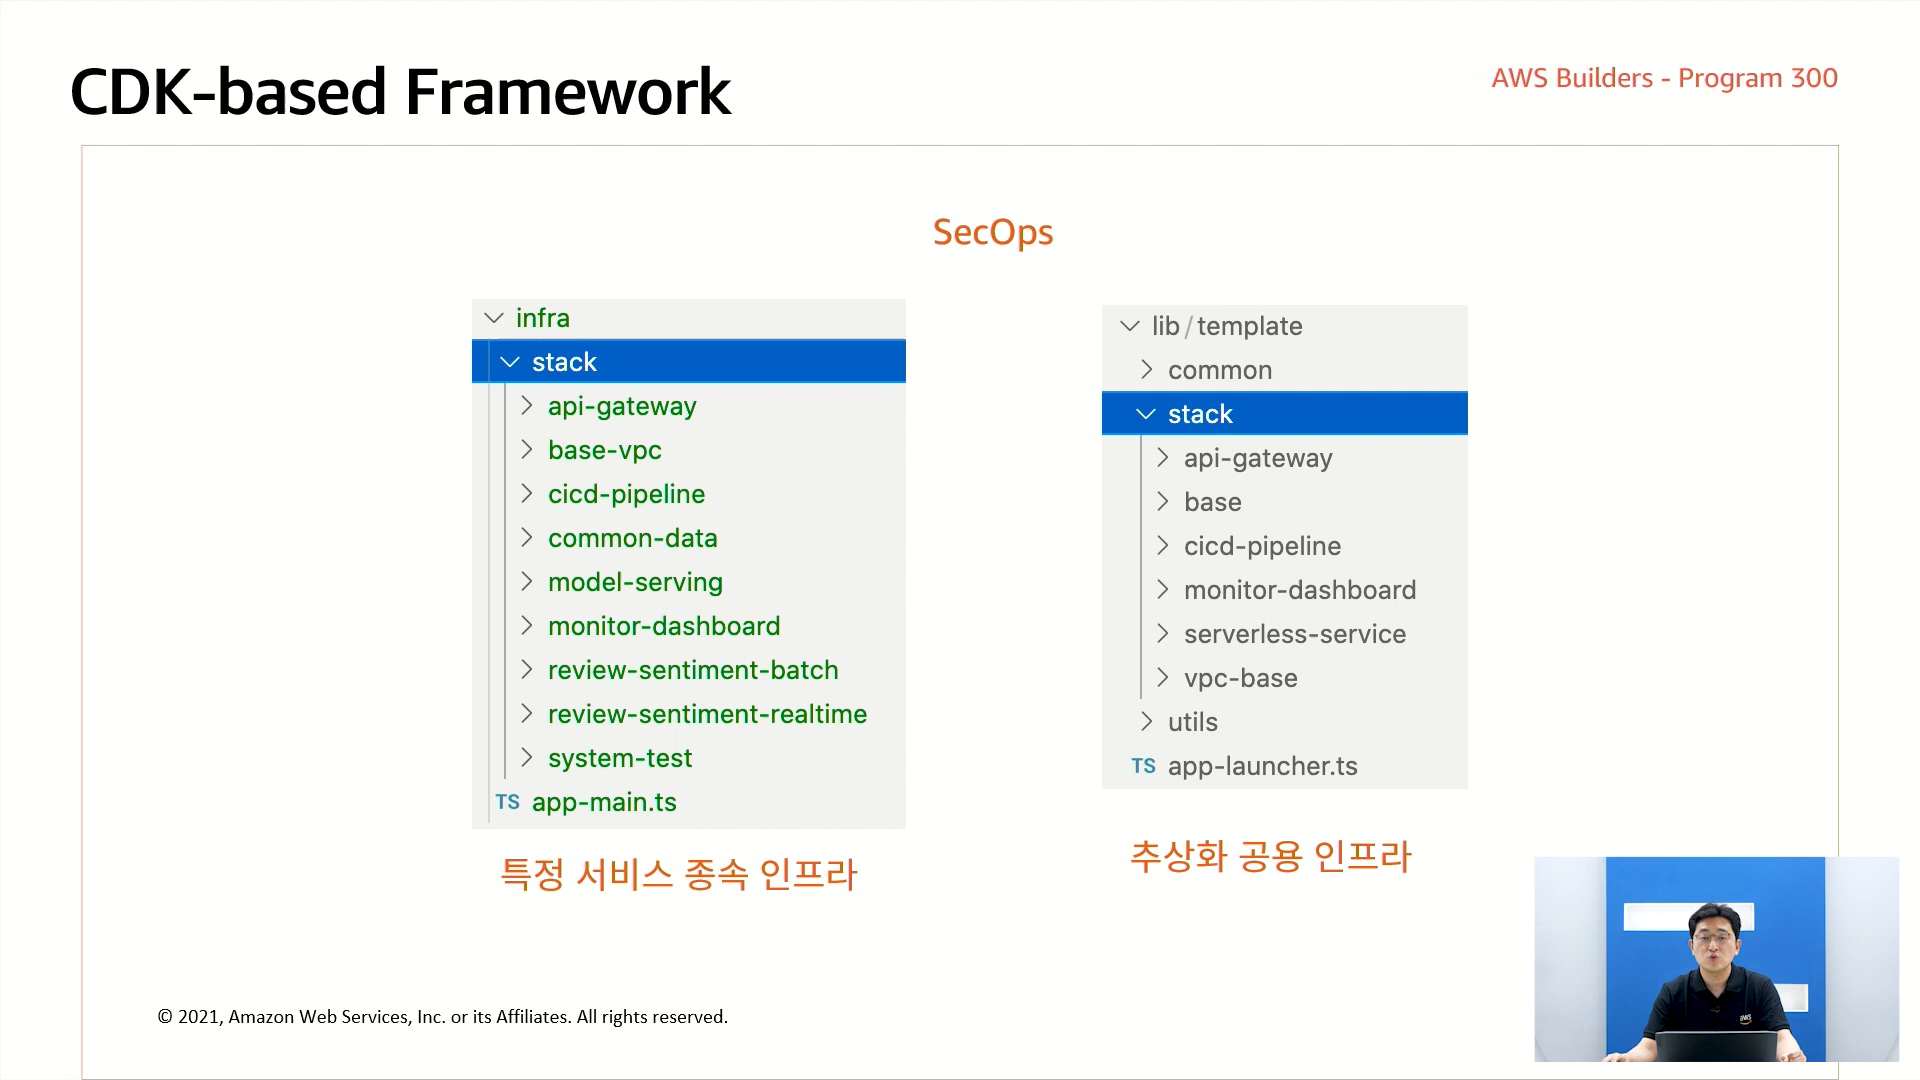 CDK-based Framework
AWS Builders - Program 300
SecOps
infra
stack
api-gateway
base-vpc
cicd-pipeline
common-data
model-serving
monitor-dashboard
review-sentiment-batch
review-sentiment-realtime
system-test
TS app-main.ts
특정 서비스 종속 인프라
lib / template
common
stack
api-gateway
base
cicd-pipeline
monitor-dashboard
serverless-service
vpc-base
utils
TS app-launcher.ts
추상화 공용 인프라
aws
© 2021, Amazon Web Services, Inc. or its Affiliates. All rights reserved.